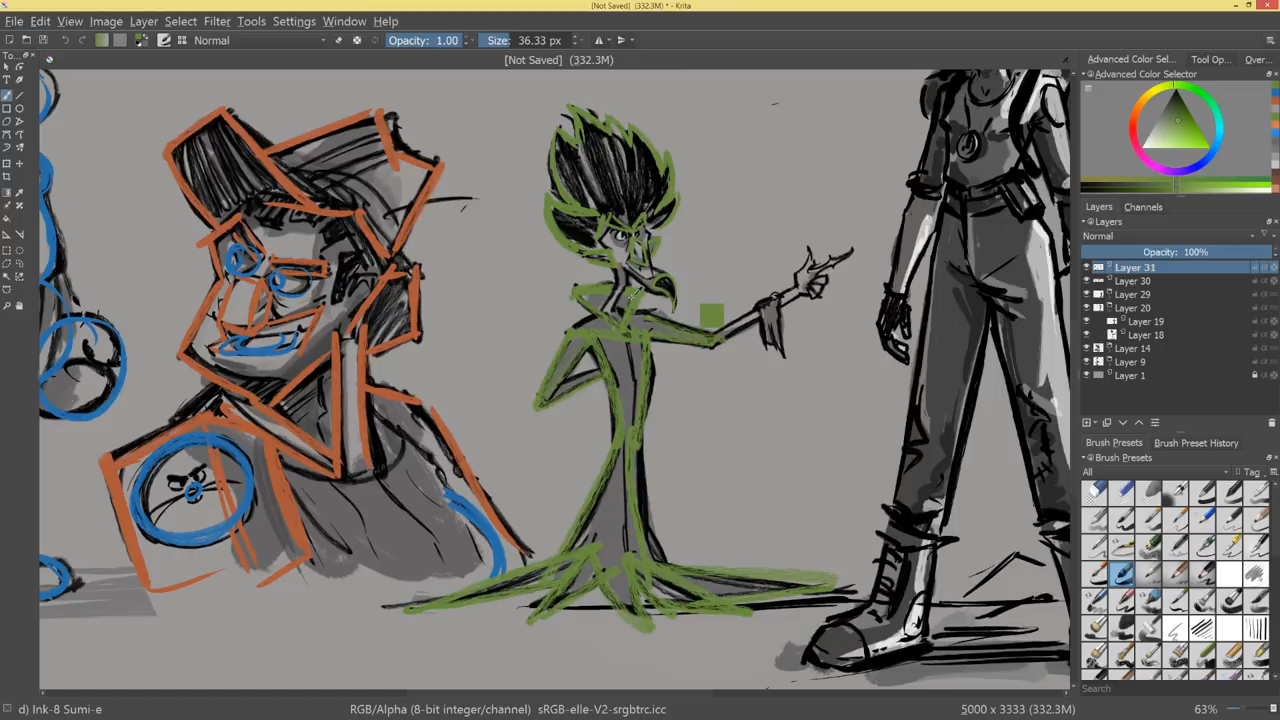 [Not Saved] (332.3M) * - Krita
File Edit View Image Layer Select Filter Tools Settings Window Help
Normal Opacity: 1.00 Size: 36.33 px
To...
[Not Saved] (332.3M)
Advanced Color Sel... Tool Op... Over...
Advanced Color Selector
Layers Channels
Layers
Normal
Opacity: 100%
Layer 31
Layer 30
Layer 29
Layer 20
Layer 19
Layer 18
Layer 14
Layer 9
Layer 1
Brush Presets Brush Preset History
Brush Presets
All Tag
Search
d) Ink-8 Sumi-e RGB/Alpha (8-bit integer/channel) sRGB-elle-V2-srgbtrc.icc 5000 x 3333 (332.3M) 63%